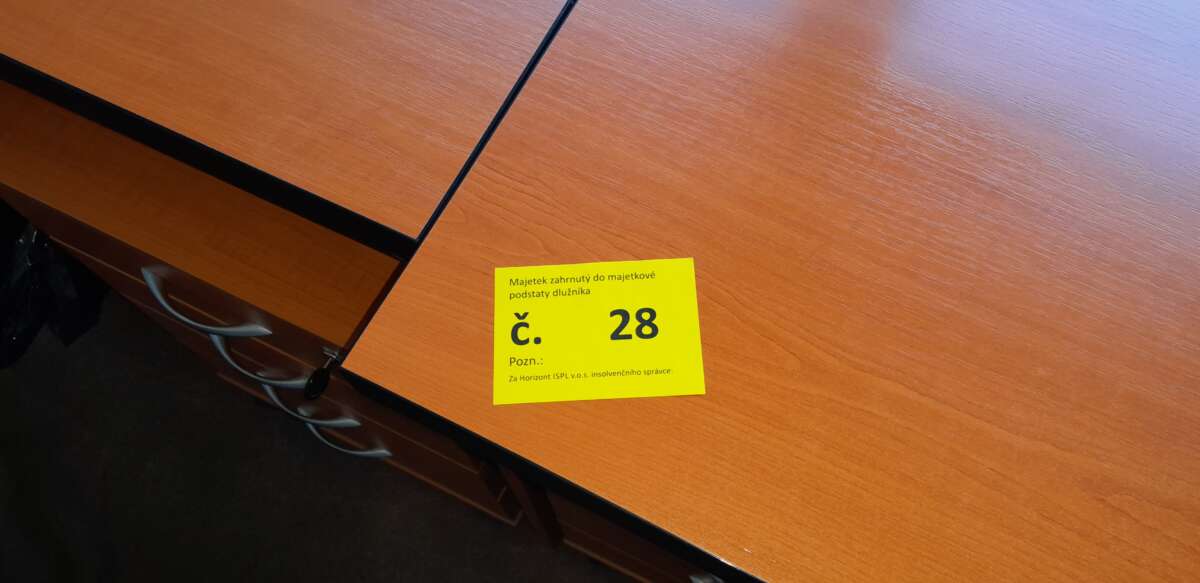 Majetek zahrnutý do majetkové
podstaty dlužníka
č. 28
Pozn.:
Za Horizont ISPL v.o.s. insolvenčního správce: